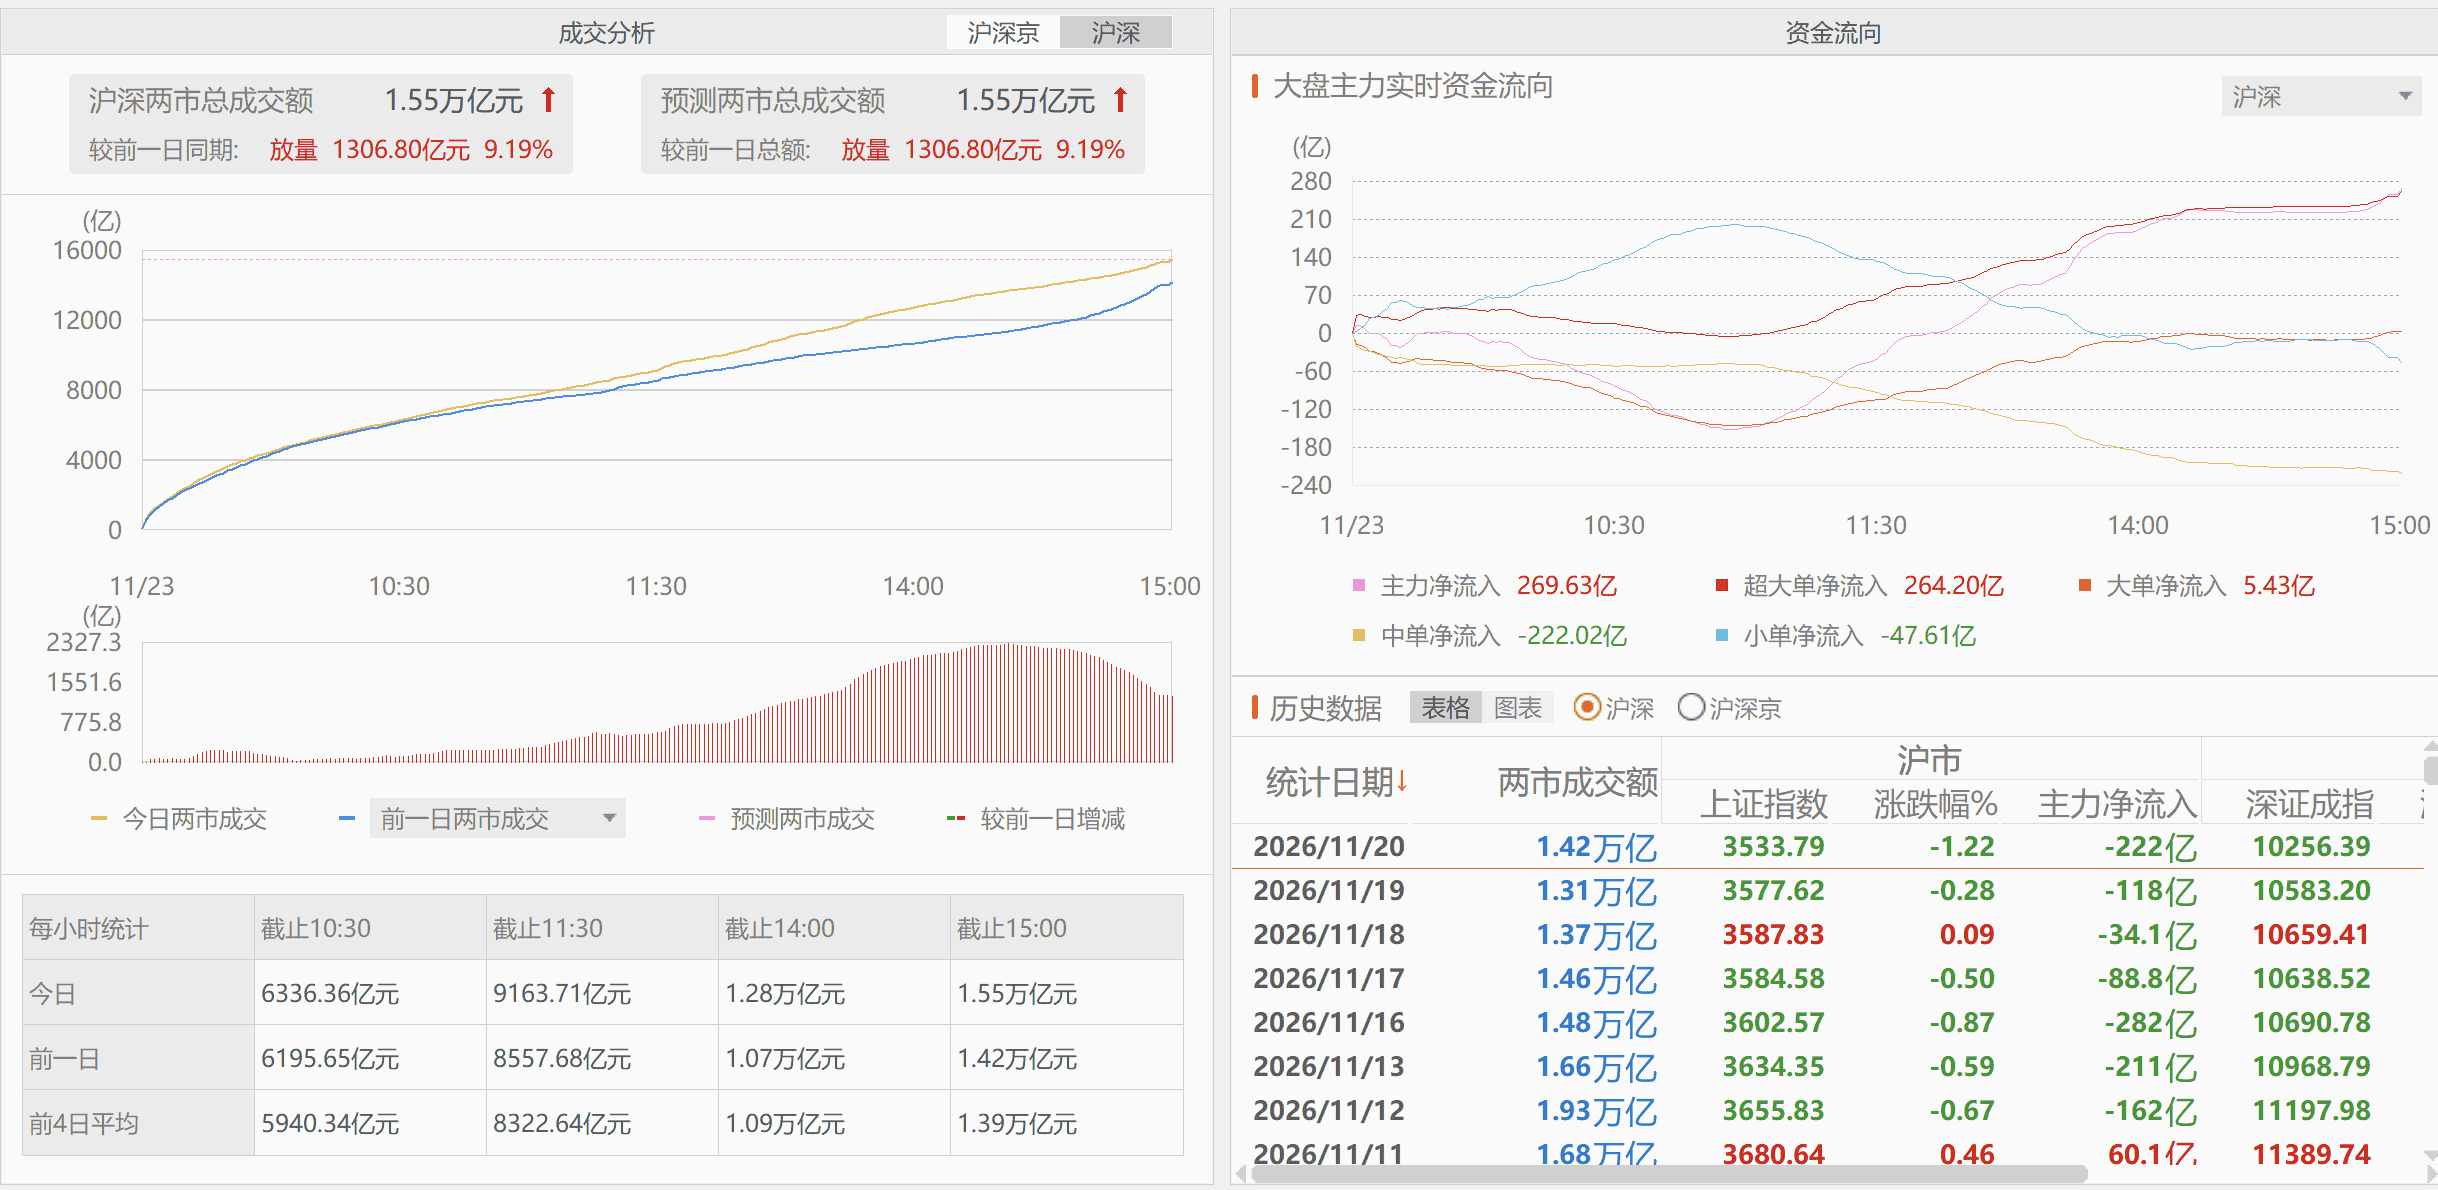 成交分析
沪深京 沪深
沪深两市总成交额 1.55万亿元
较前一日同期: 放量 1306.80亿元 9.19%
预测两市总成交额 1.55万亿元
较前一日总额: 放量 1306.80亿元 9.19%
(亿)
16000
12000
8000
4000
0
11/23 10:30 11:30 14:00 15:00
(亿)
2327.3
1551.6
775.8
0.0
今日两市成交 前一日两市成交 预测两市成交 较前一日增减
每小时统计 截止10:30 截止11:30 截止14:00 截止15:00
今日 6336.36亿元 9163.71亿元 1.28万亿元 1.55万亿元
前一日 6195.65亿元 8557.68亿元 1.07万亿元 1.42万亿元
前4日平均 5940.34亿元 8322.64亿元 1.09万亿元 1.39万亿元
资金流向
大盘主力实时资金流向
沪深
(亿)
280
210
140
70
0
-60
-120
-180
-240
11/23 10:30 11:30 14:00 15:00
主力净流入 269.63亿 超大单净流入 264.20亿 大单净流入 5.43亿
中单净流入 -222.02亿 小单净流入 -47.61亿
历史数据 表格 图表 沪深 沪深京
沪市
统计日期↓ 两市成交额 上证指数 涨跌幅% 主力净流入 深证成指
2026/11/20 1.42万亿 3533.79 -1.22 -222亿 10256.39
2026/11/19 1.31万亿 3577.62 -0.28 -118亿 10583.20
2026/11/18 1.37万亿 3587.83 0.09 -34.1亿 10659.41
2026/11/17 1.46万亿 3584.58 -0.50 -88.8亿 10638.52
2026/11/16 1.48万亿 3602.57 -0.87 -282亿 10690.78
2026/11/13 1.66万亿 3634.35 -0.59 -211亿 10968.79
2026/11/12 1.93万亿 3655.83 -0.67 -162亿 11197.98
2026/11/11 1.68万亿 3680.64 0.46 60.1亿 11389.74